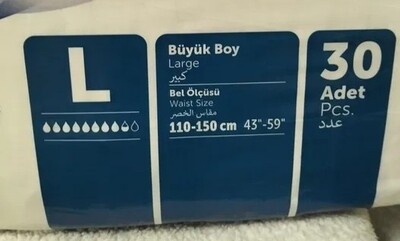 L
Büyük Boy
Large
كبير
Bel Ölçüsü
Waist Size
مقاس الخصر
110-150 cm 43"-59"
30
Adet
Pcs.
عدد